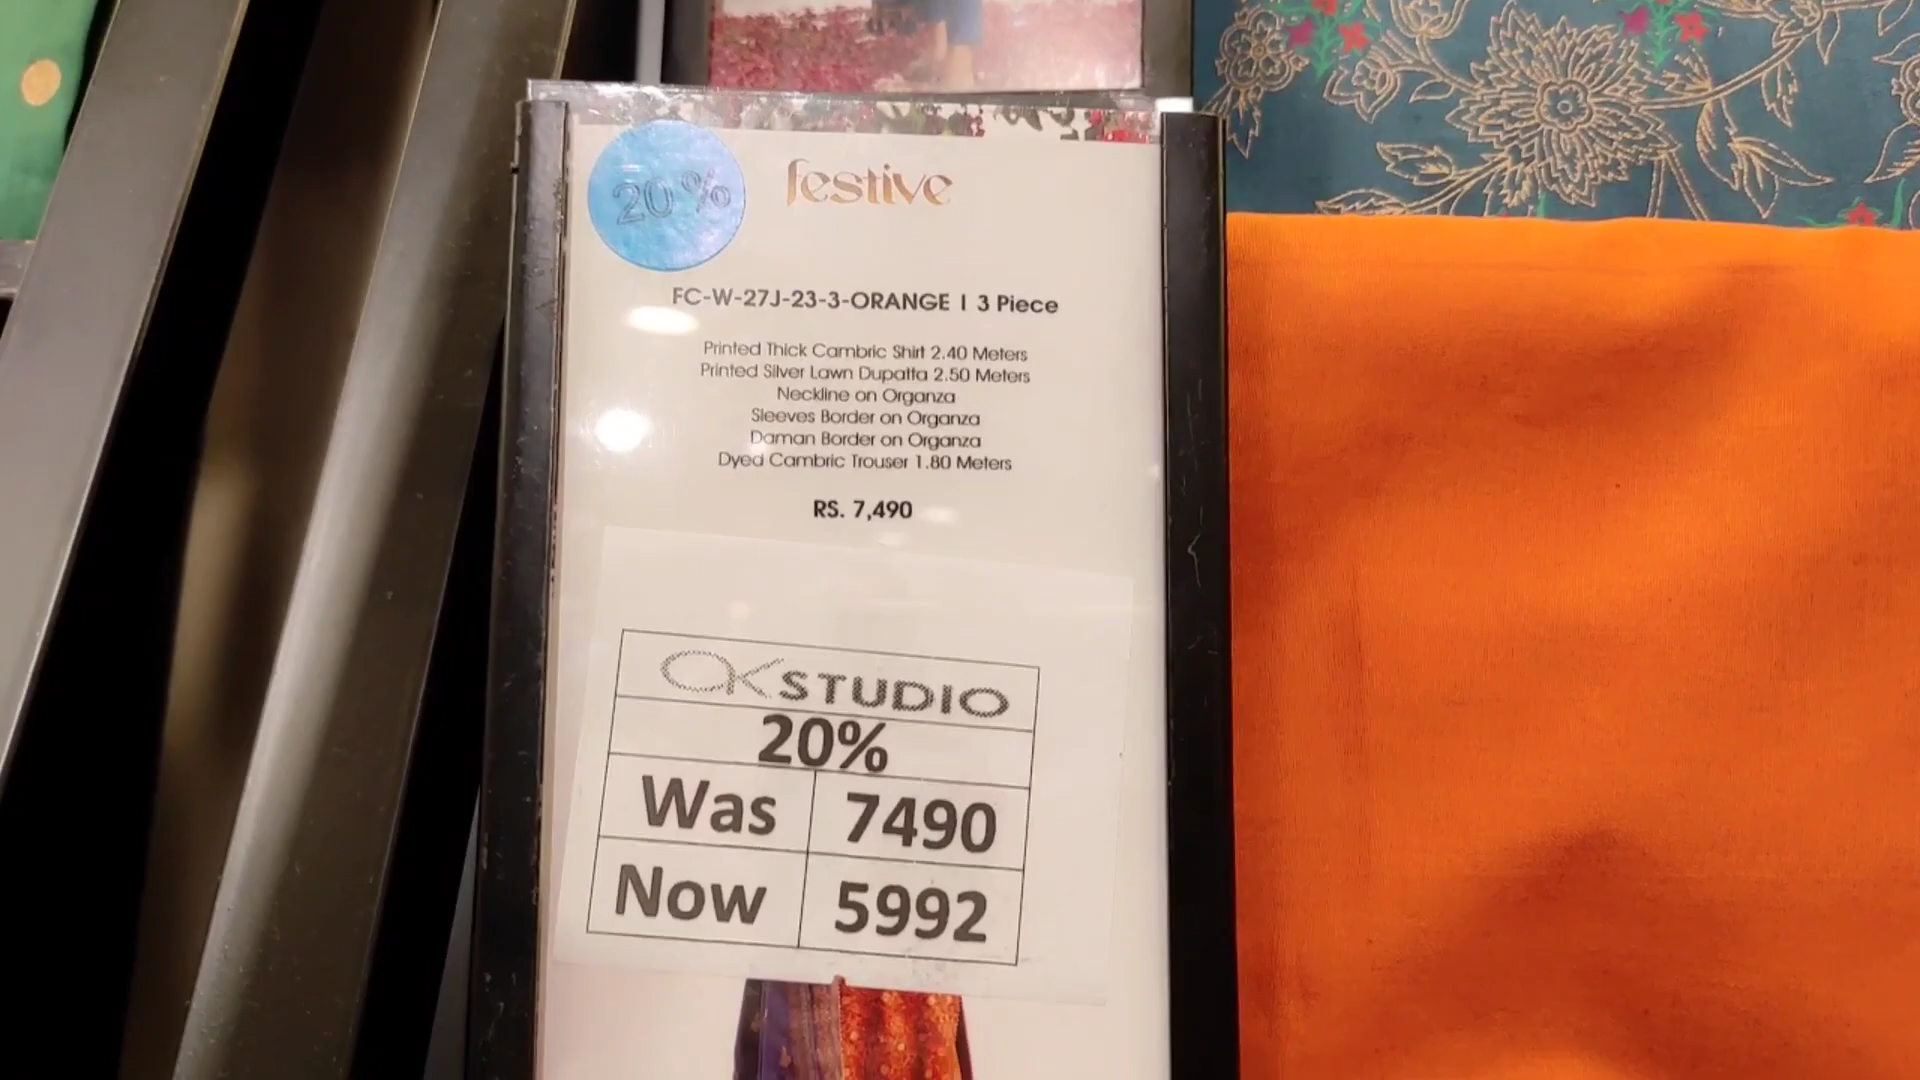 20%
festive
FC-W-27J-23-3-ORANGE | 3 Piece
Printed Thick Cambric Shirt 2.40 Meters
Printed Silver Lawn Dupatta 2.50 Meters
Neckline on Organza
Sleeves Border on Organza
Daman Border on Organza
Dyed Cambric Trouser 1.80 Meters
RS. 7,490
CK STUDIO
20%
Was 7490
Now 5992